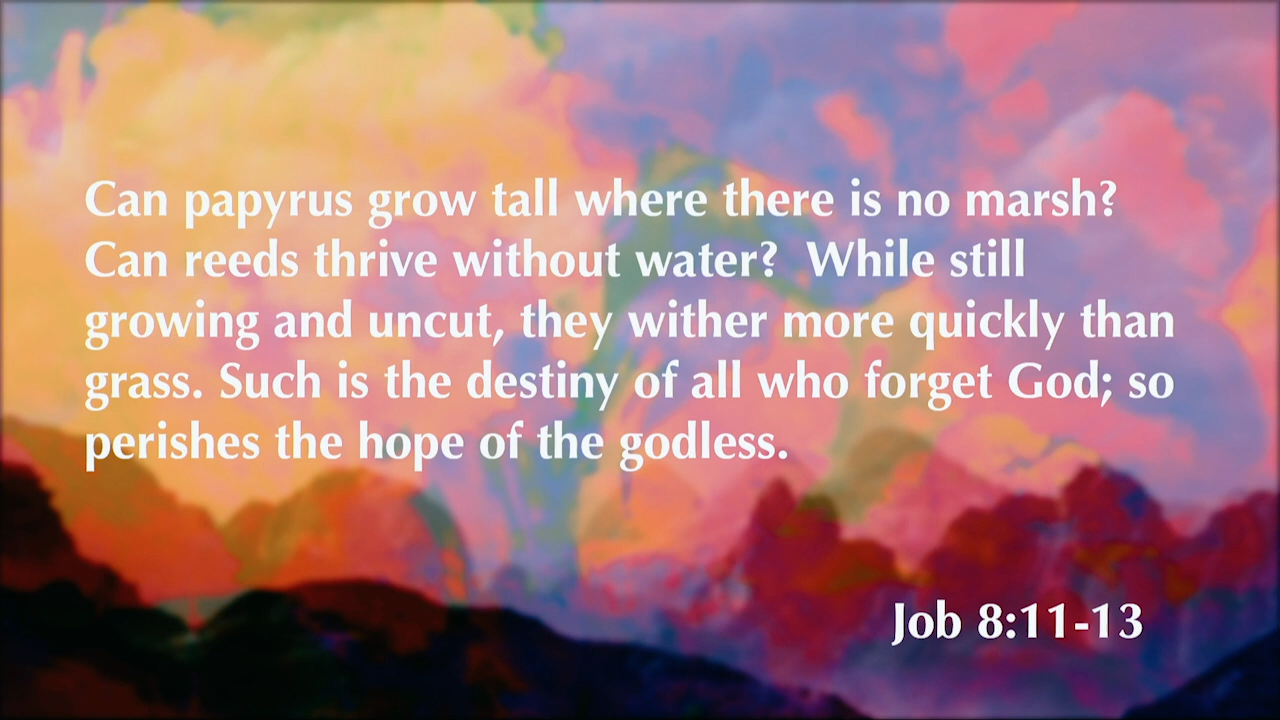 Can papyrus grow tall where there is no marsh?
Can reeds thrive without water?  While still
growing and uncut, they wither more quickly than
grass. Such is the destiny of all who forget God; so
perishes the hope of the godless.
Job 8:11-13